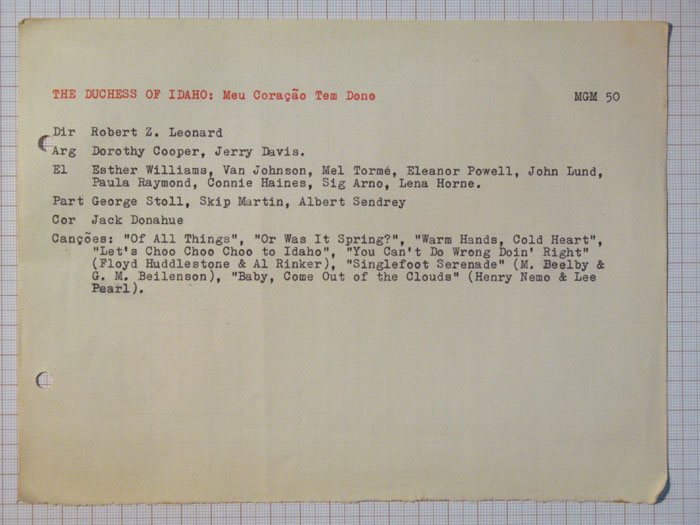 THE DUCHESS OF IDAHO: Meu Coração Tem Dono MGM 50
Dir Robert Z. Leonard
Arg Dorothy Cooper, Jerry Davis.
El Esther Williams, Van Johnson, Mel Tormé, Eleanor Powell, John Lund,
Paula Raymond, Connie Haines, Sig Arno, Lena Horne.
Part George Stoll, Skip Martin, Albert Sendrey
Cor Jack Donahue
Canções: "Of All Things", "Or Was It Spring?", "Warm Hands, Cold Heart",
"Let's Choo Choo Choo to Idaho", "You Can't Do Wrong Doin' Right"
(Floyd Huddlestone & Al Rinker), "Singlefoot Serenade" (M. Beelby &
G. M. Beilenson), "Baby, Come Out of the Clouds" (Henry Nemo & Lee
Pearl).